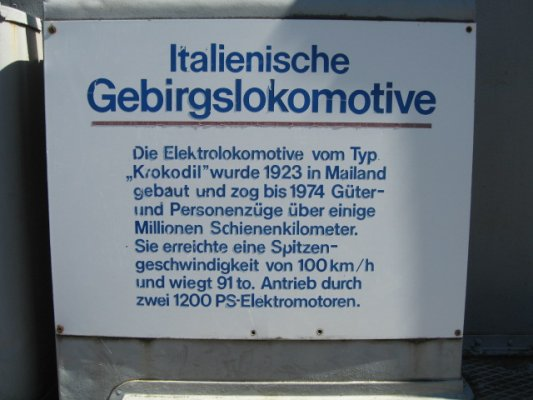 Italienische
Gebirgslokomotive
Die Elektrolokomotive vom Typ
„Krokodil" wurde 1923 in Mailand
gebaut und zog bis 1974 Güter-
und Personenzüge über einige
Millionen Schienenkilometer.
Sie erreichte eine Spitzen-
geschwindigkeit von 100 km/h
und wiegt 91 to. Antrieb durch
zwei 1200 PS-Elektromotoren.